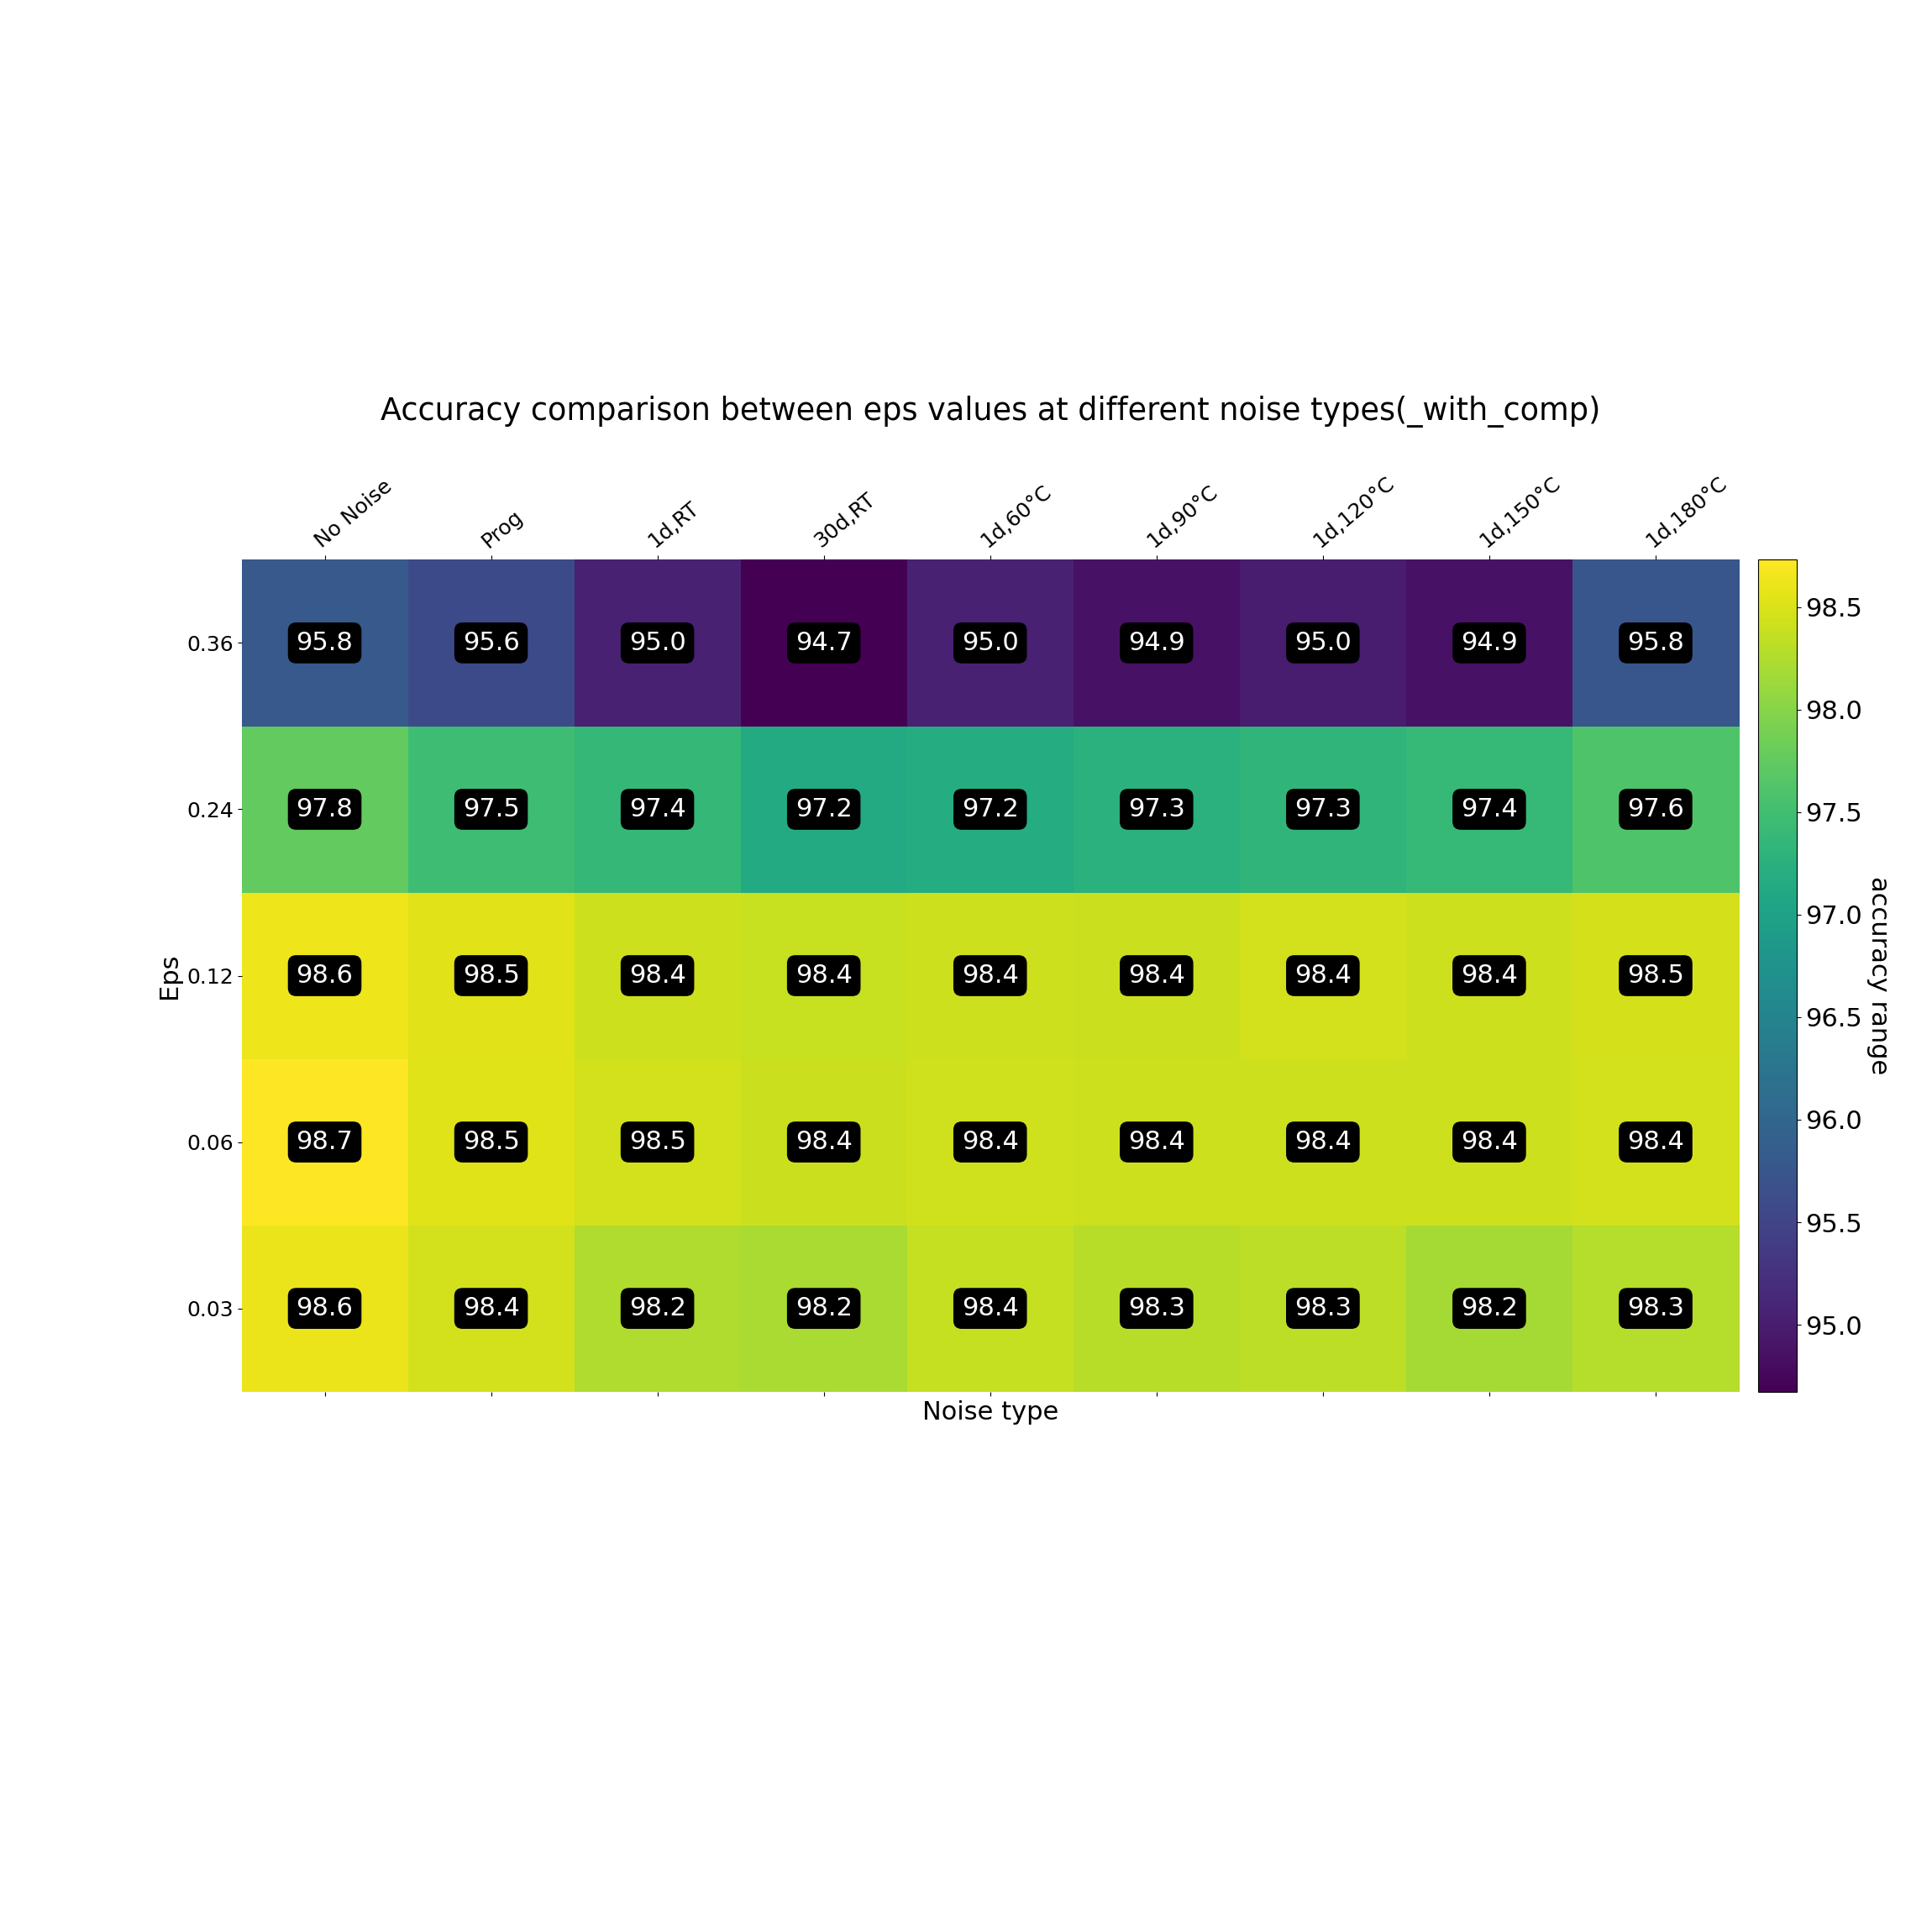 Accuracy comparison between eps values at different noise types(_with_comp)
No Noise Prog 1d,RT 30d,RT 1d,60°C 1d,90°C 1d,120°C 1d,150°C 1d,180°C
0.36 95.8 95.6 95.0 94.7 95.0 94.9 95.0 94.9 95.8
0.24 97.8 97.5 97.4 97.2 97.2 97.3 97.3 97.4 97.6
0.12 98.6 98.5 98.4 98.4 98.4 98.4 98.4 98.4 98.5
0.06 98.7 98.5 98.5 98.4 98.4 98.4 98.4 98.4 98.4
0.03 98.6 98.4 98.2 98.2 98.4 98.3 98.3 98.2 98.3
Eps
Noise type
98.5
98.0
97.5
97.0
96.5
96.0
95.5
95.0
accuracy range